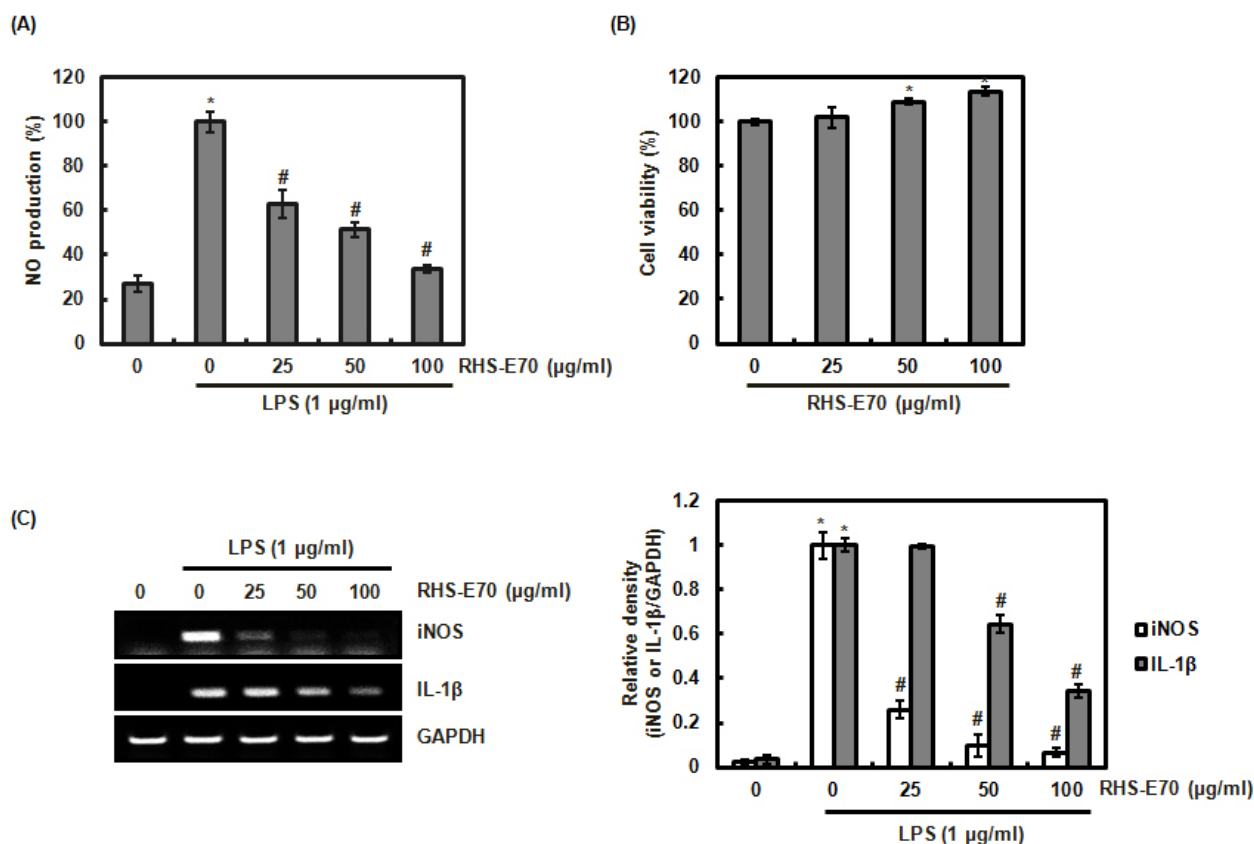 (A)
120
100
80
60
40
20
0
NO production (%)
*
#
#
#
0 0 25 50 100 RHS-E70 (µg/ml)
LPS (1 µg/ml)
(B)
120
100
80
60
40
20
0
Cell viability (%)
*
*
0 25 50 100
RHS-E70 (µg/ml)
(C)
LPS (1 µg/ml)
0 0 25 50 100 RHS-E70 (µg/ml)
iNOS
IL-1β
GAPDH
1.2
1
0.8
0.6
0.4
0.2
0
Relative density
(iNOS or IL-1β/GAPDH)
* *
#
#
#
#
#
iNOS
IL-1β
0 0 25 50 100 RHS-E70 (µg/ml)
LPS (1 µg/ml)